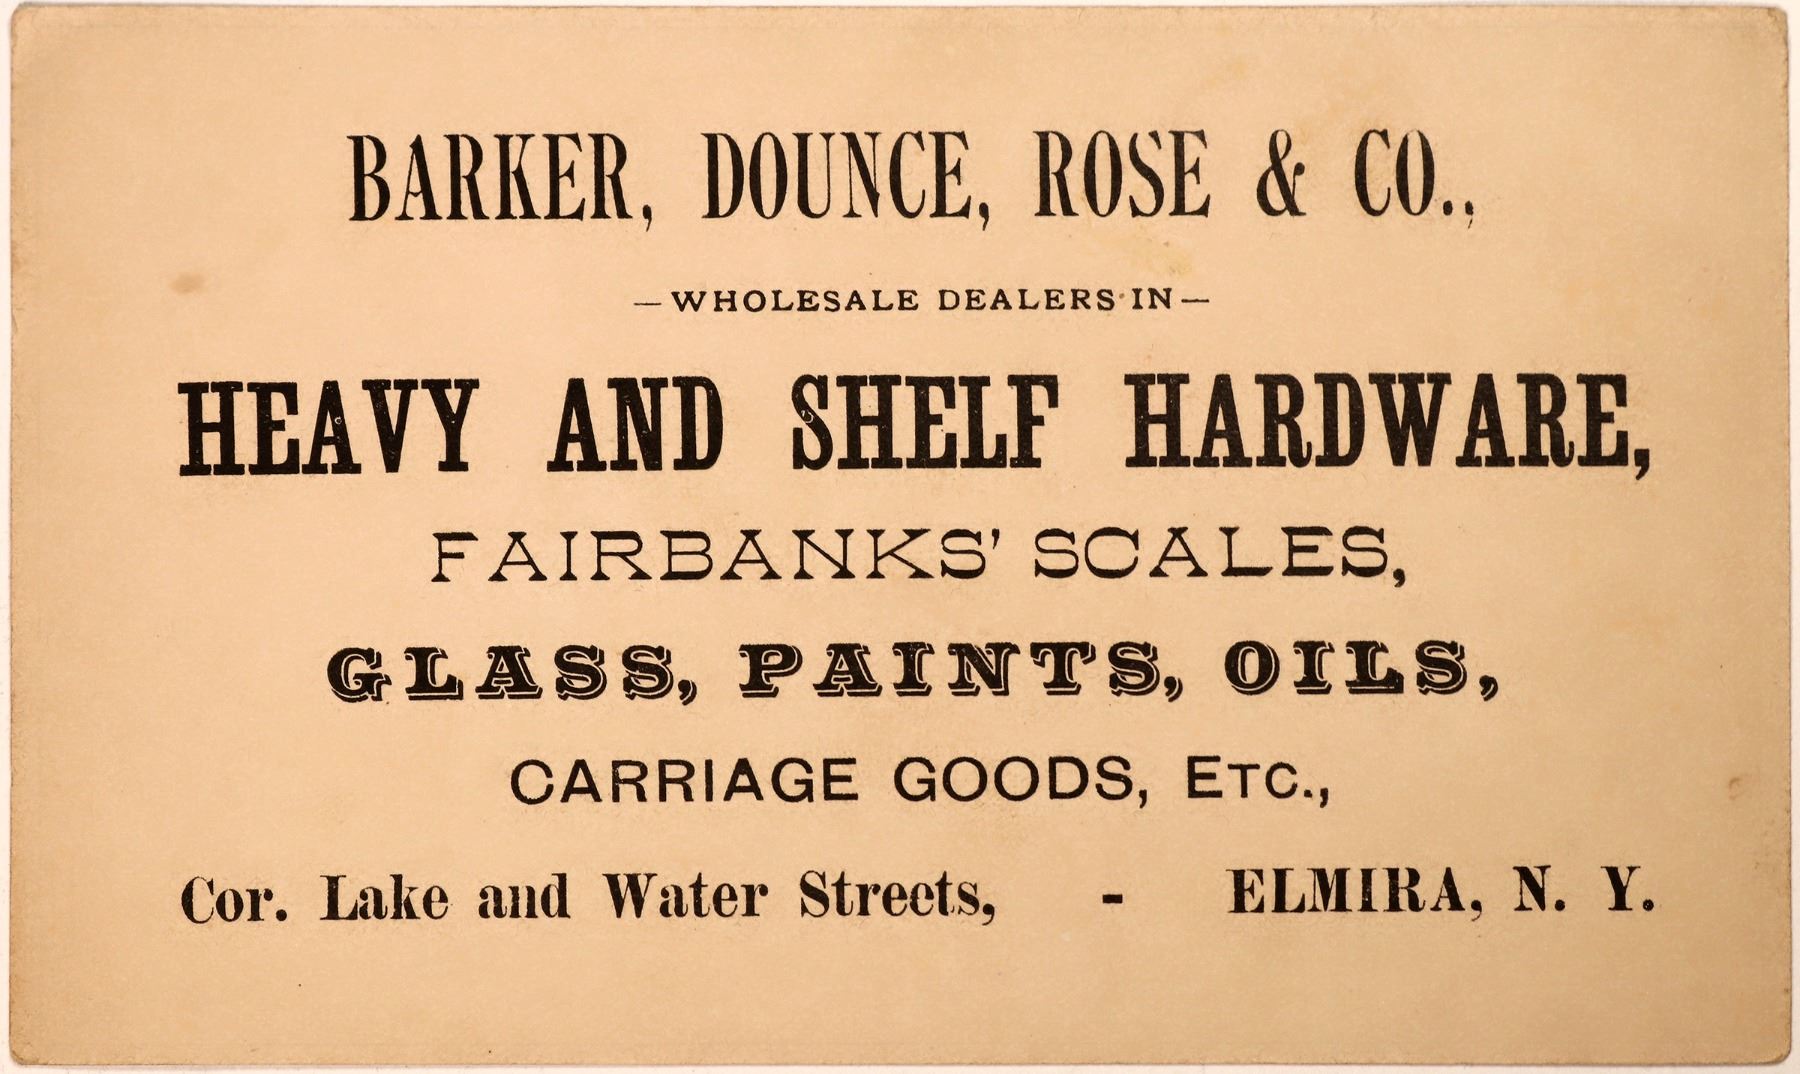 BARKER, DOUNCE, ROSE & CO.,
—WHOLESALE DEALERS IN—
HEAVY AND SHELF HARDWARE,
FAIRBANKS' SCALES,
GLASS, PAINTS, OILS,
CARRIAGE GOODS, ETC.,
Cor. Lake and Water Streets, - ELMIRA, N. Y.